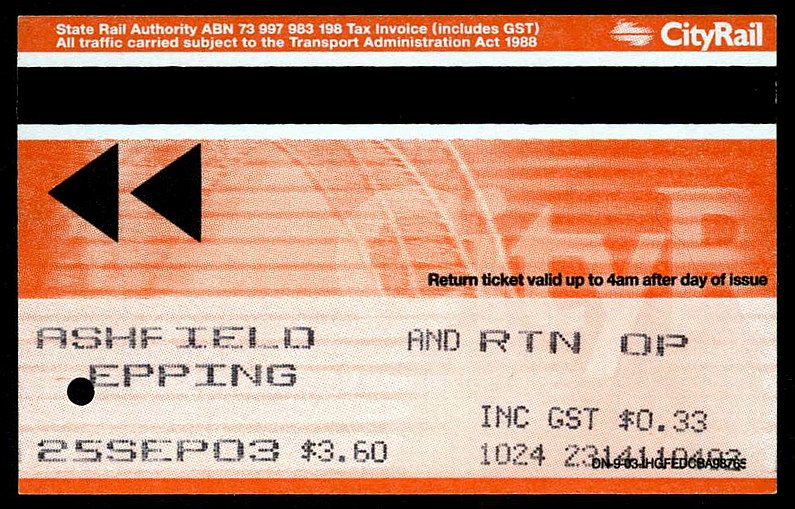 State Rail Authority ABN 73 997 983 198 Tax Invoice (includes GST)
All traffic carried subject to the Transport Administration Act 1988
CityRail
CityR
Return ticket valid up to 4am after day of issue
ASHFIELD AND RTN OP
EPPING
INC GST $0.33
25SEP03 $3.60 1024